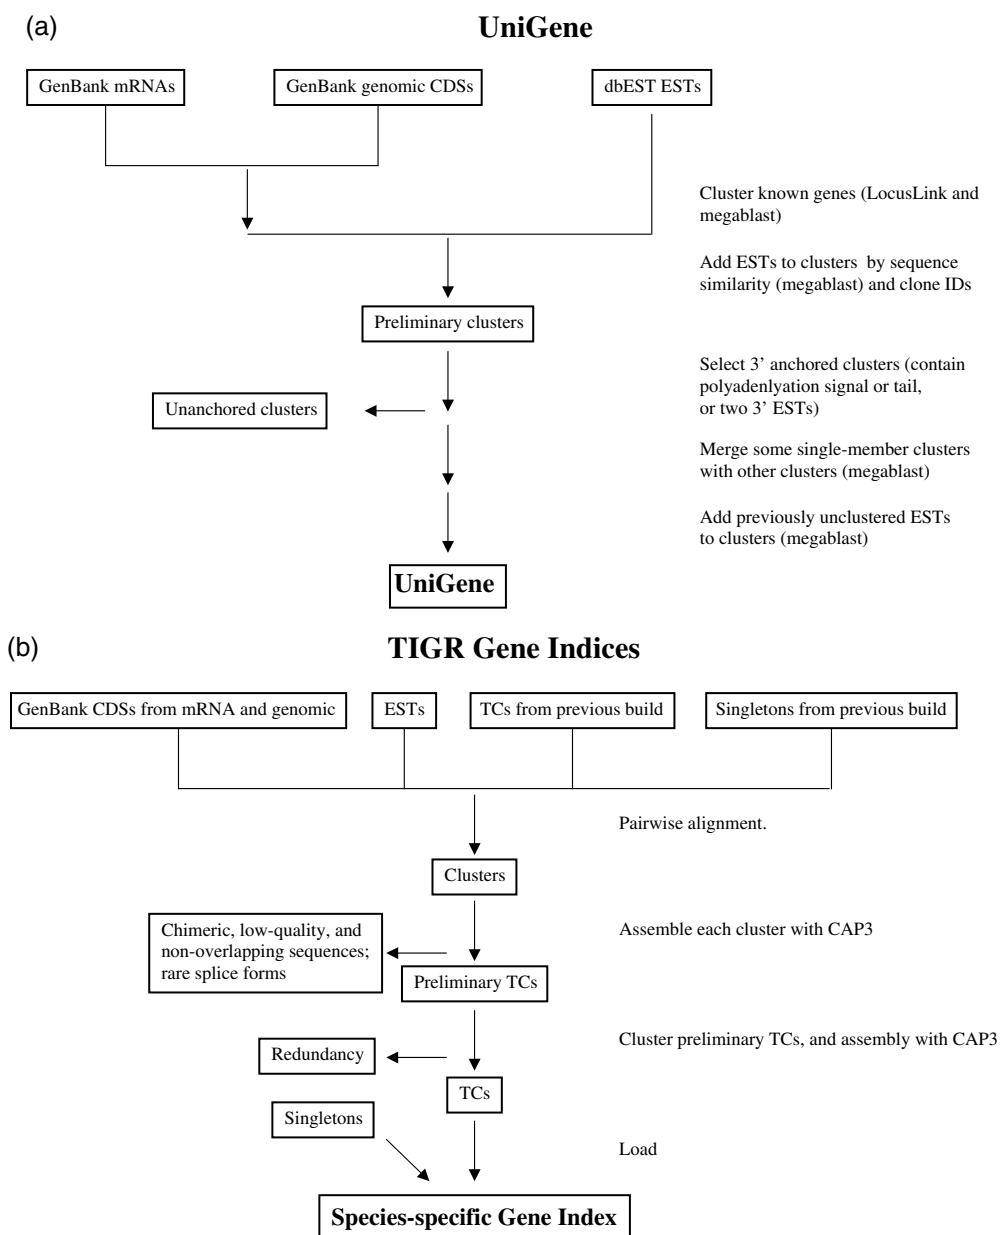 (a)
UniGene
GenBank mRNAs
GenBank genomic CDSs
dbEST ESTs
Cluster known genes (LocusLink and
megablast)
Add ESTs to clusters by sequence
similarity (megablast) and clone IDs
Preliminary clusters
Select 3’ anchored clusters (contain
polyadenlyation signal or tail,
or two 3’ ESTs)
Unanchored clusters
Merge some single-member clusters
with other clusters (megablast)
Add previously unclustered ESTs
to clusters (megablast)
UniGene
(b)
TIGR Gene Indices
GenBank CDSs from mRNA and genomic
ESTs
TCs from previous build
Singletons from previous build
Pairwise alignment.
Clusters
Assemble each cluster with CAP3
Chimeric, low-quality, and
non-overlapping sequences;
rare splice forms
Preliminary TCs
Cluster preliminary TCs, and assembly with CAP3
Redundancy
TCs
Singletons
Load
Species-specific Gene Index